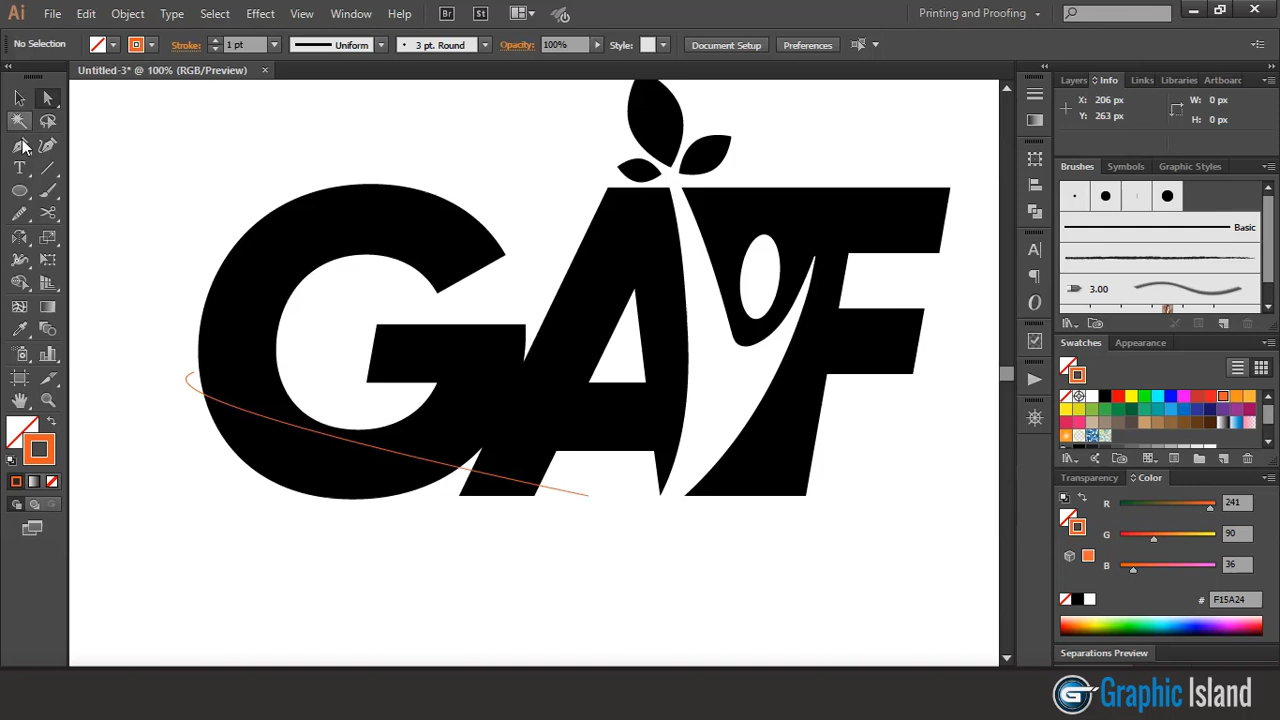 Ai File Edit Object Type Select Effect View Window Help Br St Printing and Proofing
No Selection Stroke: 1 pt Uniform 3 pt. Round Opacity: 100% Style: Document Setup Preferences
Untitled-3* @ 100% (RGB/Preview) ×
Layers Info Links Libraries Artboar
X: 206 px W: 0 px
Y: 263 px H: 0 px
Brushes Symbols Graphic Styles
Basic
3.00
Swatches Appearance
Transparency Color
R 241
G 90
B 36
# F15A24
Separations Preview
GAF
Graphic Island